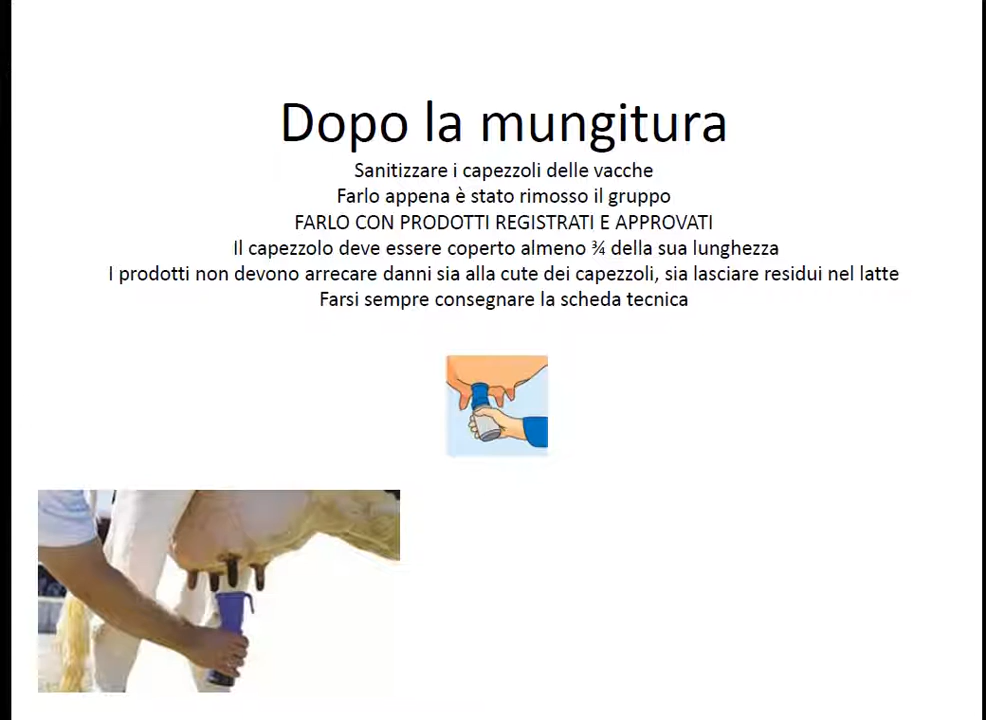 Dopo la mungitura
Sanitizzare i capezzoli delle vacche
Farlo appena è stato rimosso il gruppo
FARLO CON PRODOTTI REGISTRATI E APPROVATI
Il capezzolo deve essere coperto almeno ¾ della sua lunghezza
I prodotti non devono arrecare danni sia alla cute dei capezzoli, sia lasciare residui nel latte
Farsi sempre consegnare la scheda tecnica